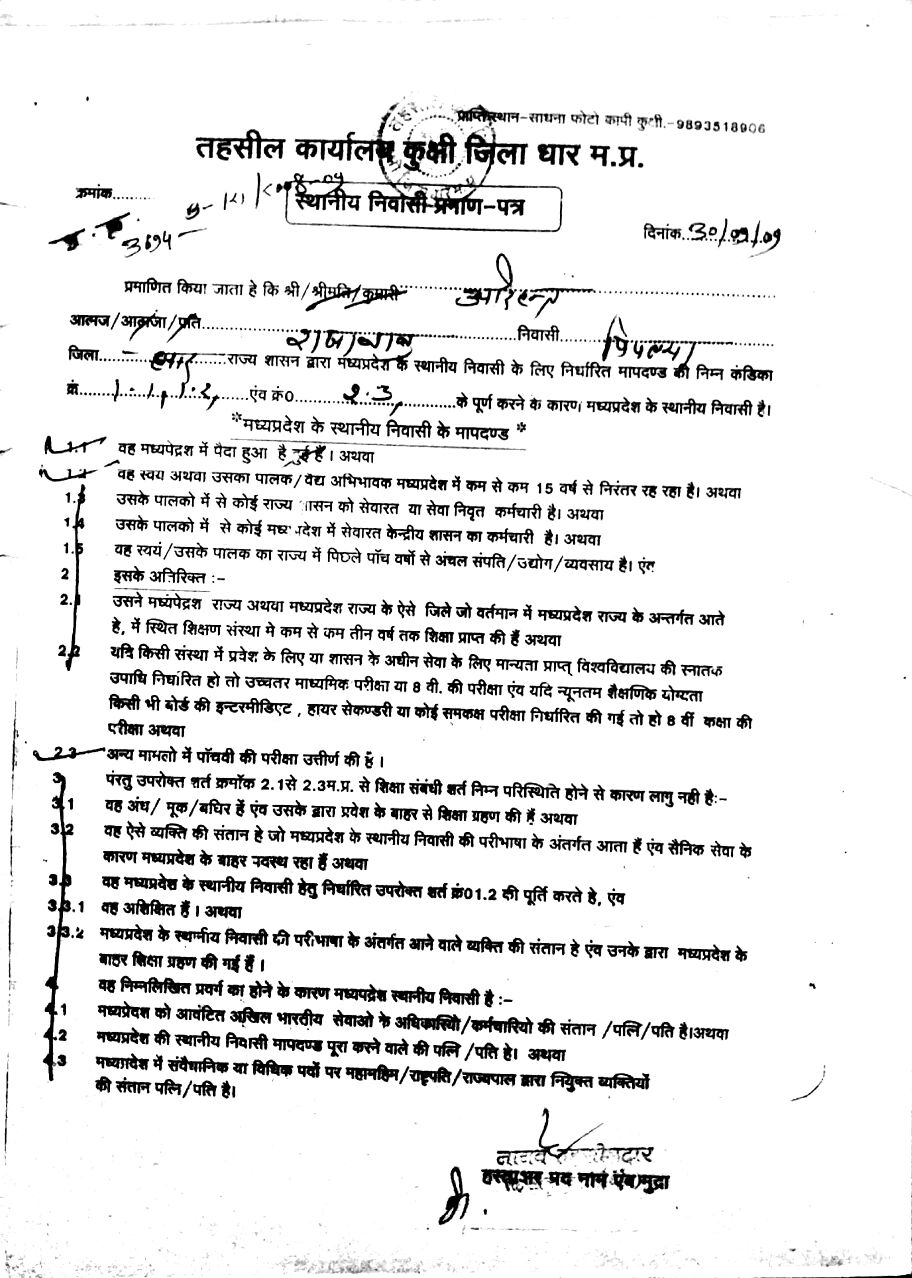 प्राप्तिस्थान-साधना फोटो कापी कुक्षी.-9893518906
तहसील कार्यालय कुक्षी जिला धार म.प्र.
क्रमांक..........
स्थानीय निवासी-प्रमाण-पत्र
3694
दिनांक..30/09/09
प्रमाणित किया जाता हे कि श्री/श्रीमति/कुमारी
आत्मज/आत्मजा/पति..............निवासी.......पिपल्या
जिला....धार......राज्य शासन द्वारा मध्यप्रदेश के स्थानीय निवासी के लिए निर्धारित मापदण्ड की निम्न कंडिका
क्रं.....1.1, 1.2,.....एंव क्रं0.....2.3,........के पूर्ण करने के कारण मध्यप्रदेश के स्थानीय निवासी है।
*मध्यप्रदेश के स्थानीय निवासी के मापदण्ड *
1.1 वह मध्यपेद्रश में पैदा हुआ है हुई हैं। अथवा
1.2 वह स्वय अथवा उसका पालक/वैद्य अभिभावक मध्यप्रदेश में कम से कम 15 वर्ष से निरंतर रह रहा है। अथवा
1.3 उसके पालको में से कोई राज्य शासन को सेवारत या सेवा निवृत कर्मचारी है। अथवा
1.4 उसके पालको में से कोई मध्यप्रदेश में सेवारत केन्द्रीय शासन का कर्मचारी है। अथवा
1.5 वह स्वयं/उसके पालक का राज्य में पिछले पाँच वर्षो से अंचल संपति/उद्योग/व्यवसाय है। एंव
2 इसके अतिरिक्त :-
2.1 उसने मध्यंपेद्रश राज्य अथवा मध्यप्रदेश राज्य के ऐसे जिले जो वर्तमान में मध्यप्रदेश राज्य के अन्तर्गत आते
हे, में स्थित शिक्षण संस्था मे कम से कम तीन वर्ष तक शिक्षा प्राप्त की हैं अथवा
2.2 यदि किसी संस्था में प्रवेश के लिए या शासन के अधीन सेवा के लिए मान्यता प्राप्त् विश्वविद्यालय की स्नातक
उपाधि निर्धारित हो तो उच्चतर माध्यमिक परीक्षा या 8 वी. की परीक्षा एंव यदि न्यूनतम शैक्षणिक योग्यता
किसी भी बोर्ड की इन्टरमीडिएट , हायर सेकण्डरी या कोई समकक्ष परीक्षा निर्धारित की गई तो हो 8 वीं कक्षा की
परीक्षा अथवा
2.3 अन्य मामलो में पाँचवी की परीक्षा उत्तीर्ण की है ।
3 पंरतु उपरोक्त शर्त क्रमॉक 2.1से 2.3म.प्र. से शिक्षा संबंधी शर्त निम्न परिस्थिति होने से कारण लागु नही है:-
3.1 वह अंध/ मूक/बधिर हें एंव उसके द्वारा प्रवेश के बाहर से शिक्षा ग्रहण की हैं अथवा
3.2 वह ऐसे व्यक्ति की संतान हे जो मध्यप्रदेश के स्थानीय निवासी की परीभाषा के अंतर्गत आता हैं एंव सैनिक सेवा के
कारण मध्यप्रदेश के बाहर पदस्थ रहा हैं अथवा
3.3 वह मध्यप्रदेश के स्थानीय निवासी हेतु निर्धारित उपरोक्त शर्त क्रं01.2 की पूर्ति करते हे, एंव
3.3.1 वह अशिक्षित हैं । अथवा
3.3.2 मध्यप्रदेश के स्थानीय निवासी की परीभाषा के अंतर्गत आने वाले व्यक्ति की संतान हे एंव उनके द्वारा मध्यप्रदेश के
बाहर शिक्षा ग्रहण की गई हैं ।
4 वह निम्नलिखित प्रवर्ग का होने के कारण मध्यपद्रेश स्थानीय निवासी है :-
4.1 मध्यप्रेदश को आवंटित अखिल भारतीय सेवाओ के अधिकारियो/कर्मचारियो की संतान /पत्नि/पति है।अथवा
4.2 मध्यप्रदेश की स्थानीय निवासी मापदण्ड पूरा करने वाले की पत्नि /पति हे। अथवा
4.3 मध्यप्रदेश में संवैधानिक या विधिक पदों पर महामहिम/राष्ट्रपति/राज्यपाल द्वारा नियुक्त व्यक्तियों
की संतान पत्नि/पति है।
नायब तहसीलदार
हस्ताक्षर पद नाम एंव मुद्रा